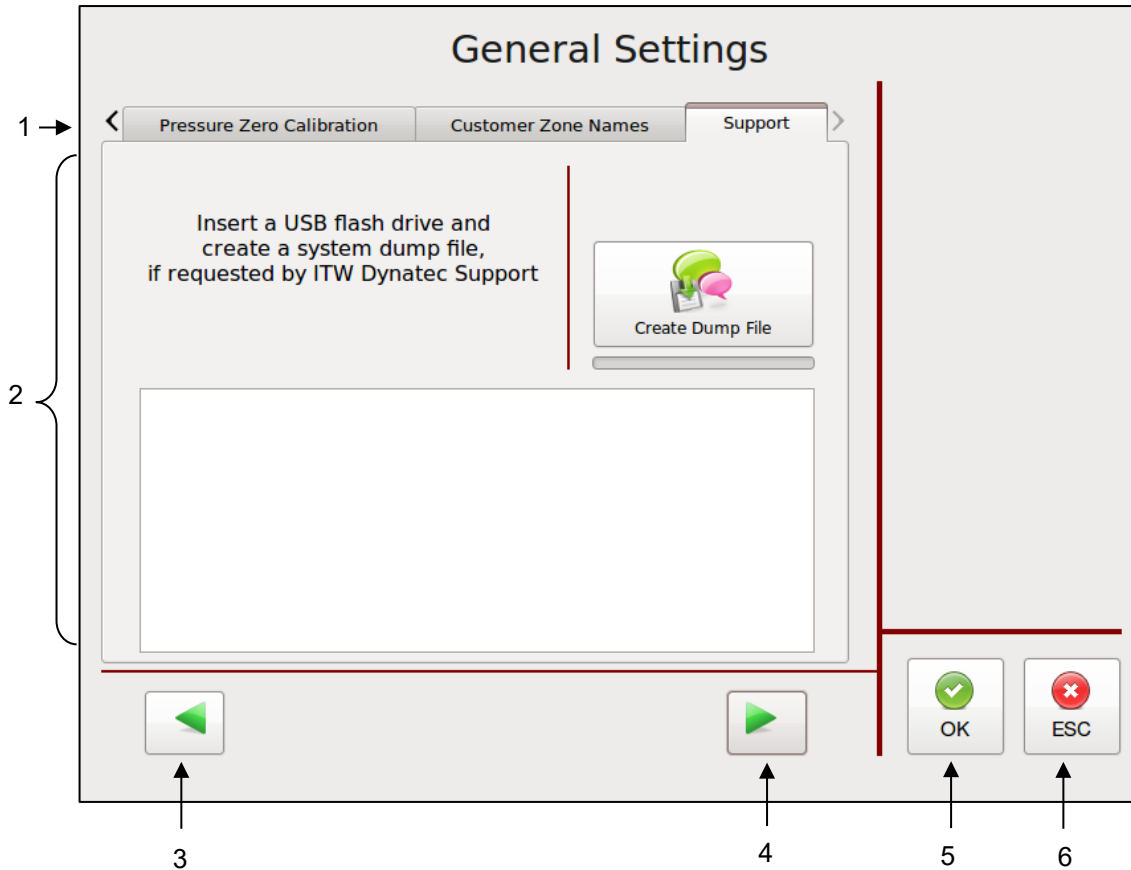 General Settings
1
Pressure Zero Calibration
Customer Zone Names
Support
2
Insert a USB flash drive and
create a system dump file,
if requested by ITW Dynatec Support
Create Dump File
OK
ESC
3
4
5
6